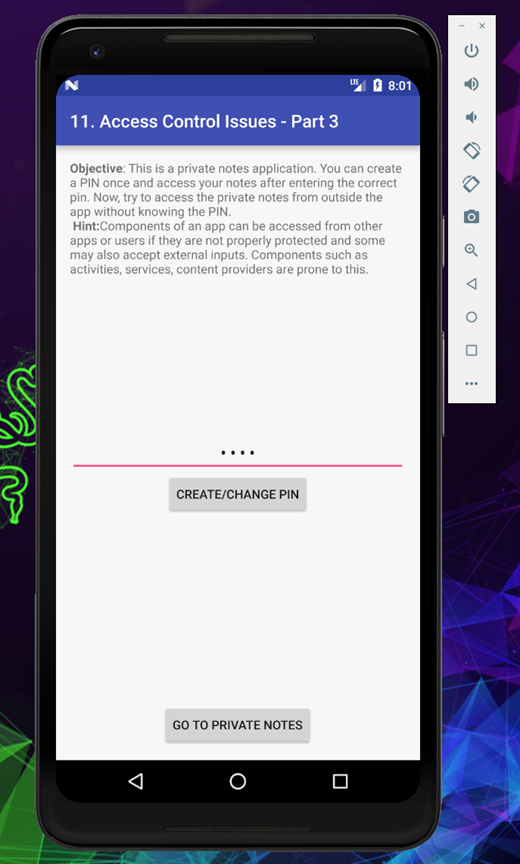 LTE 8:01
11. Access Control Issues - Part 3
Objective: This is a private notes application. You can create
a PIN once and access your notes after entering the correct
pin. Now, try to access the private notes from outside the
app without knowing the PIN.
Hint:Components of an app can be accessed from other
apps or users if they are not properly protected and some
may also accept external inputs. Components such as
activities, services, content providers are prone to this.
CREATE/CHANGE PIN
GO TO PRIVATE NOTES